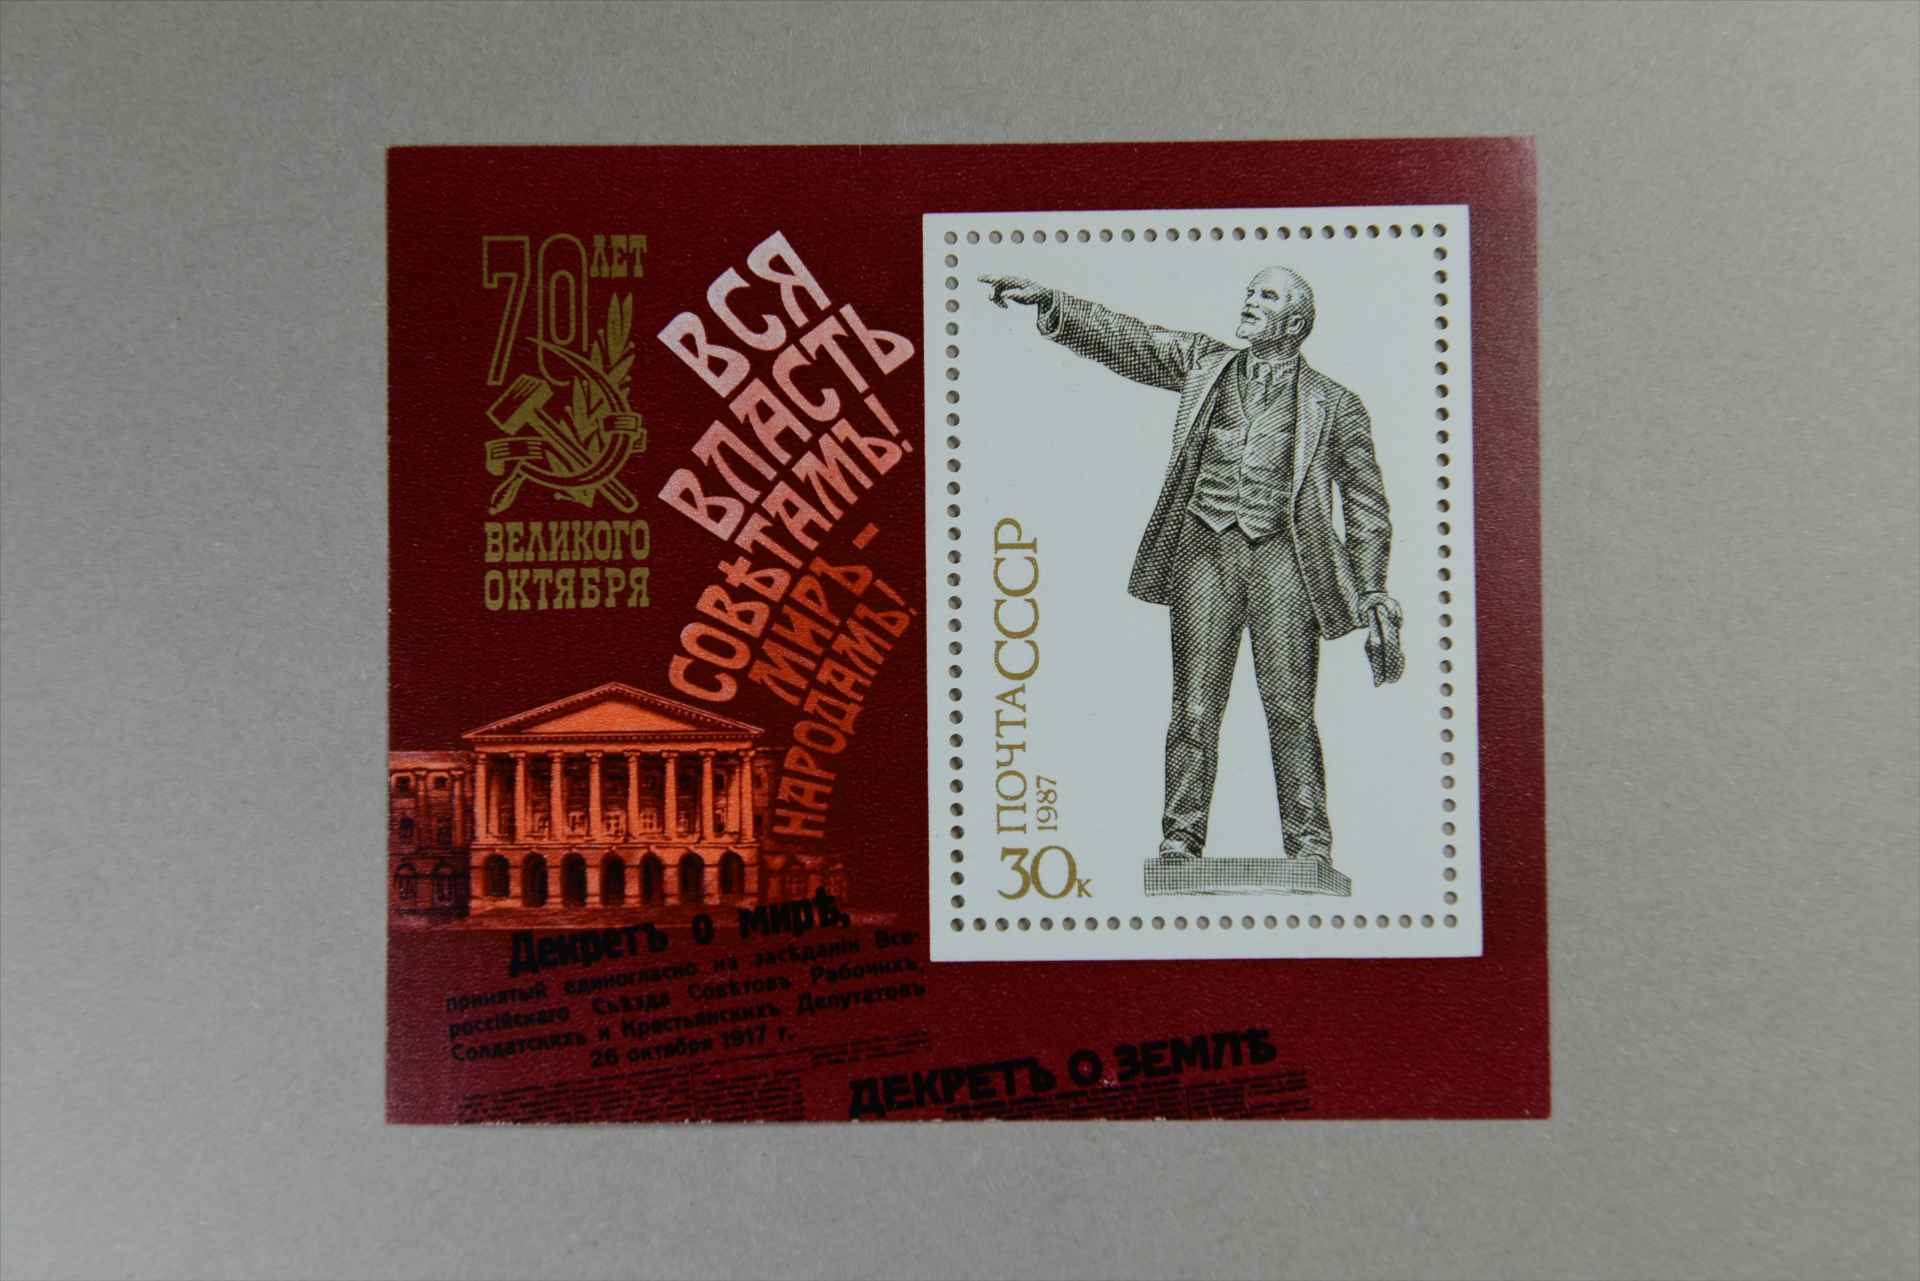 70 ЛЕТ
ВЕЛИКОГО
ОКТЯБРЯ
ВСЯ
ВЛАСТЬ
СОВѢТАМЪ!
МИРЪ –
НАРОДАМЪ!
ПОЧТА СССР
1987
30к
Декретъ о мирѣ,
принятый единогласно на засѣданіи Все-
россійскаго Съѣзда Совѣтовъ Рабочихъ,
Солдатскихъ и Крестьянскихъ Депутатовъ
26 октября 1917 г.
ДЕКРЕТЪ О ЗЕМЛѢ